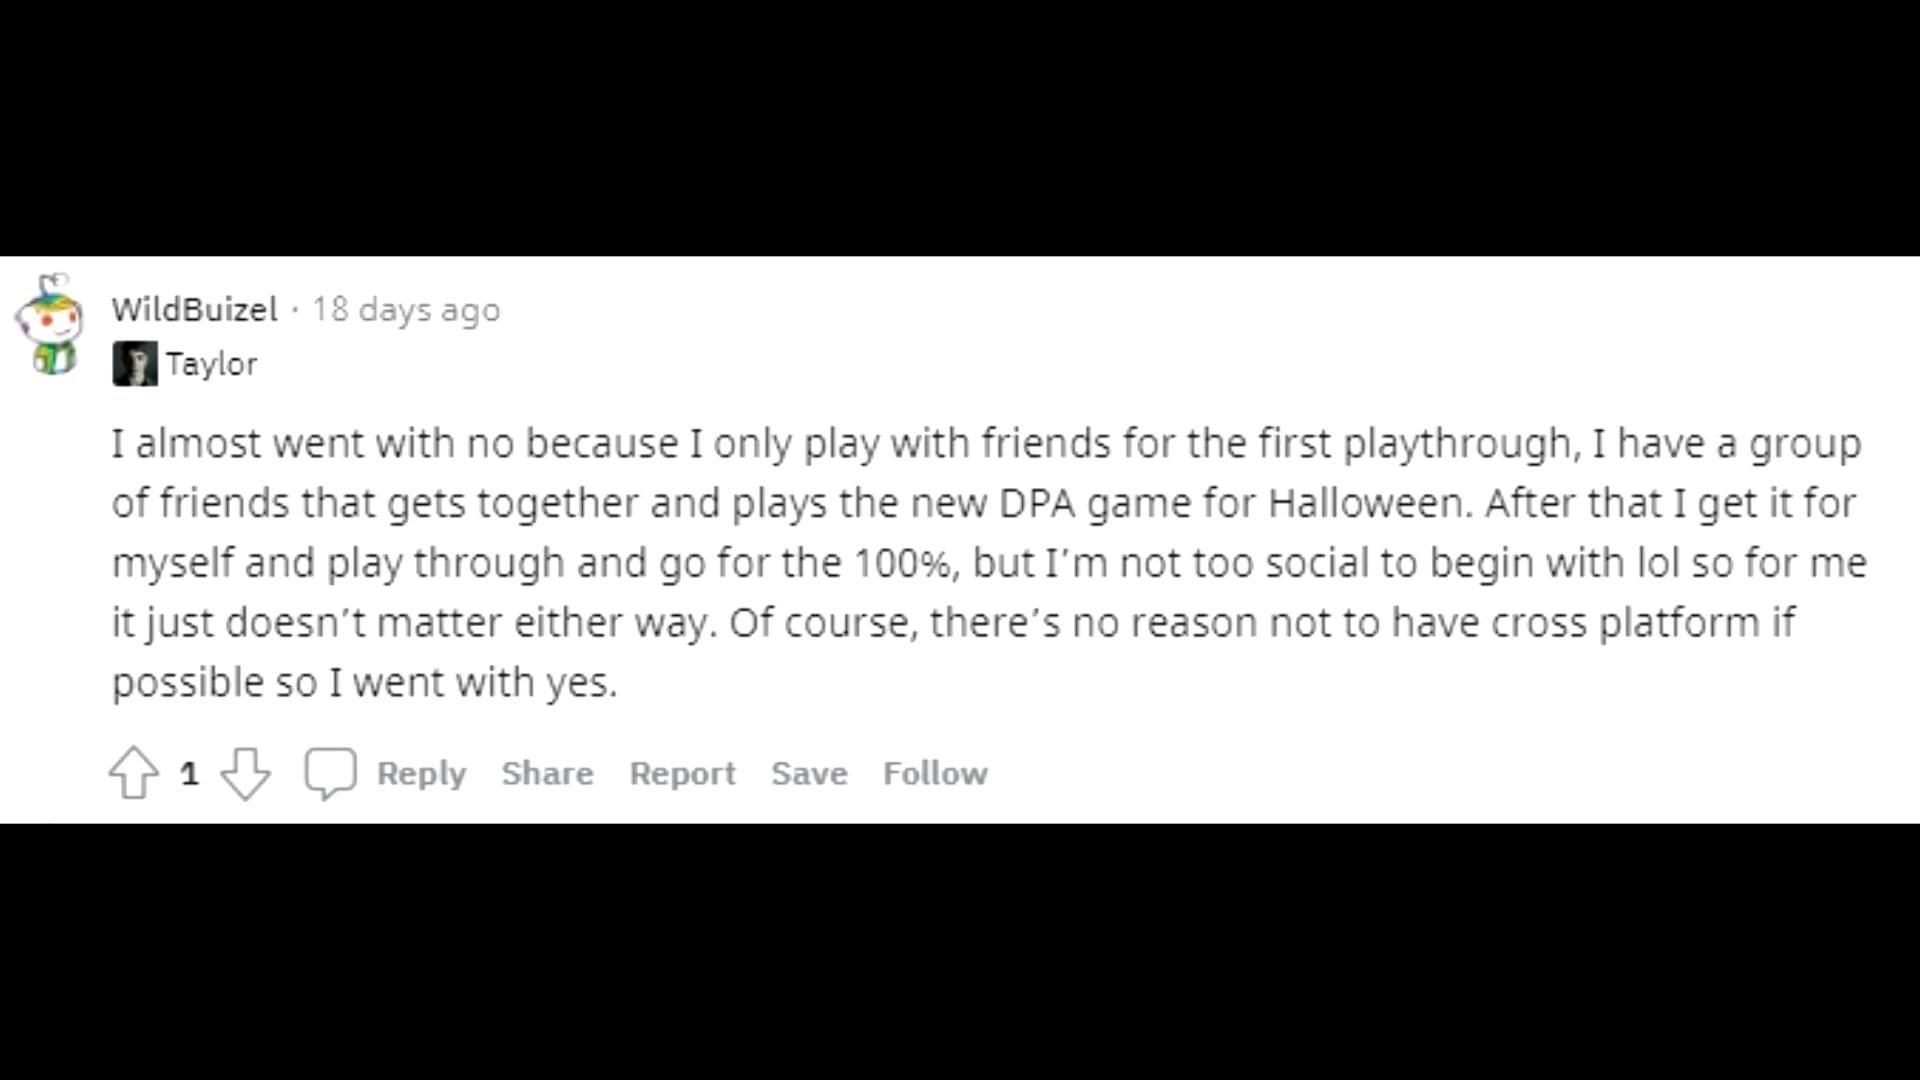 WildBuizel · 18 days ago
Taylor
I almost went with no because I only play with friends for the first playthrough, I have a group
of friends that gets together and plays the new DPA game for Halloween. After that I get it for
myself and play through and go for the 100%, but I’m not too social to begin with lol so for me
it just doesn’t matter either way. Of course, there’s no reason not to have cross platform if
possible so I went with yes.
1 Reply Share Report Save Follow